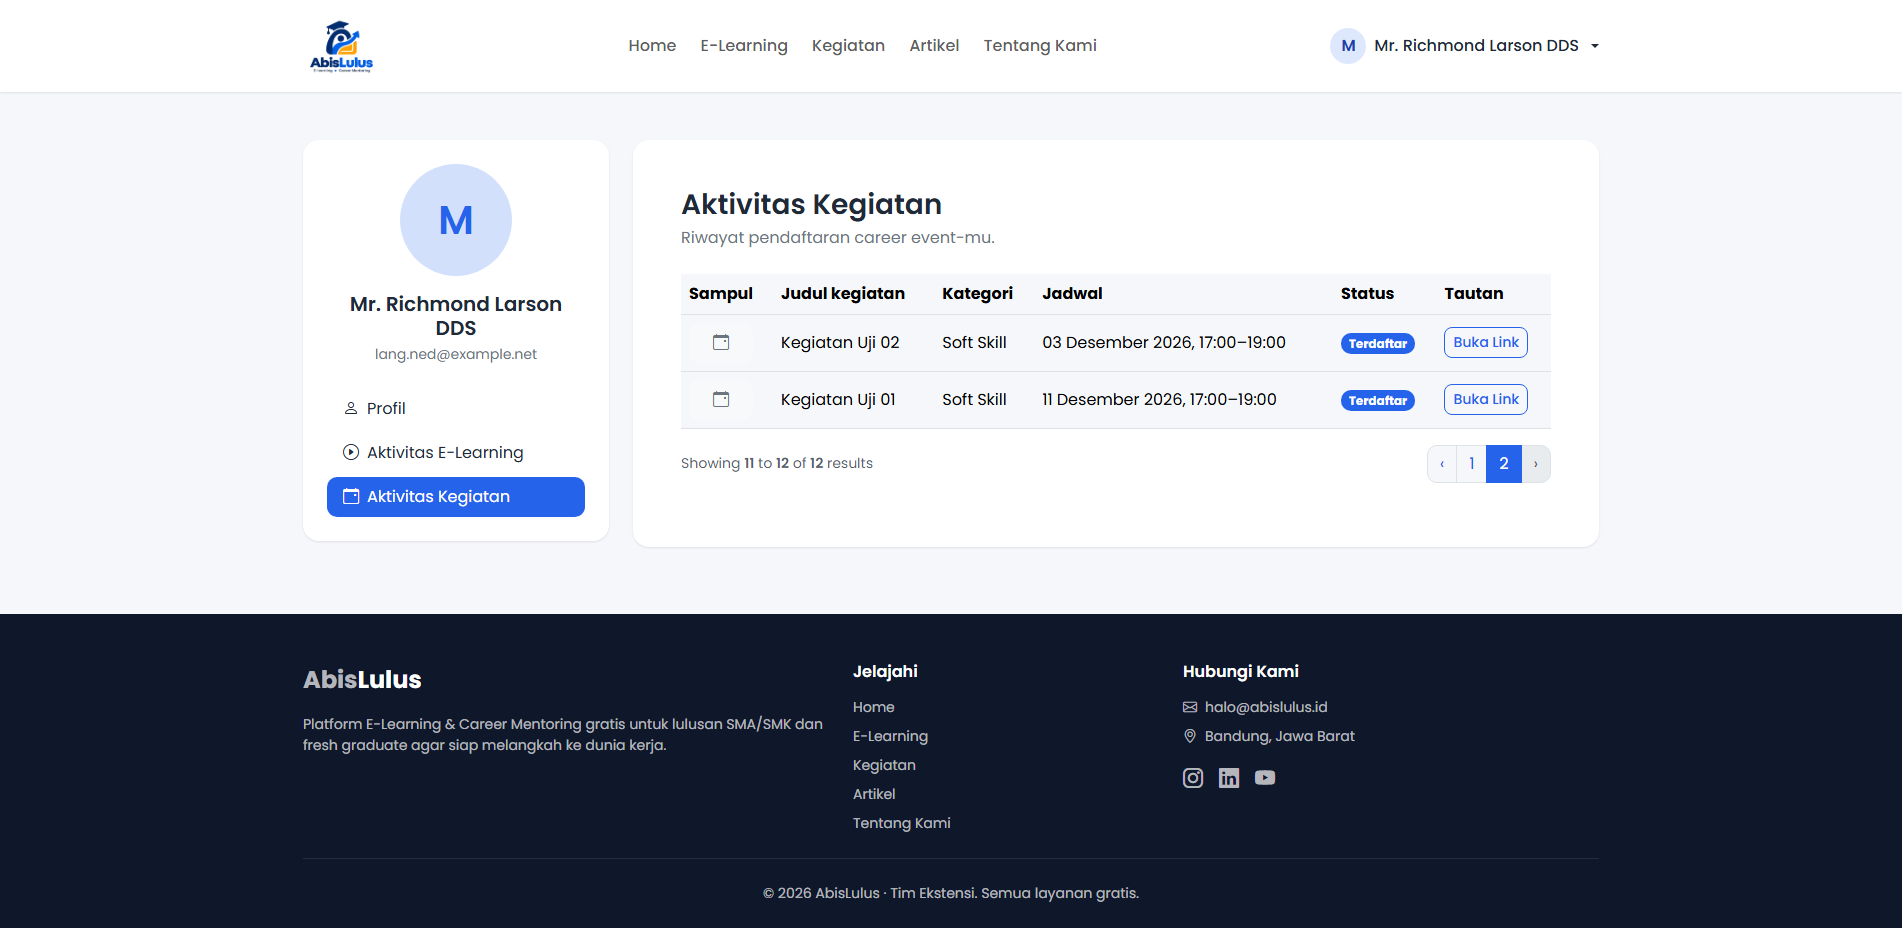 AbisLulus
Home E-Learning Kegiatan Artikel Tentang Kami
M Mr. Richmond Larson DDS
M
Mr. Richmond Larson
DDS
lang.ned@example.net
Profil
Aktivitas E-Learning
Aktivitas Kegiatan
Aktivitas Kegiatan
Riwayat pendaftaran career event-mu.
Sampul Judul kegiatan Kategori Jadwal Status Tautan
Kegiatan Uji 02 Soft Skill 03 Desember 2026, 17:00–19:00 Terdaftar Buka Link
Kegiatan Uji 01 Soft Skill 11 Desember 2026, 17:00–19:00 Terdaftar Buka Link
Showing 11 to 12 of 12 results
‹ 1 2 ›
AbisLulus
Platform E-Learning & Career Mentoring gratis untuk lulusan SMA/SMK dan
fresh graduate agar siap melangkah ke dunia kerja.
Jelajahi
Home
E-Learning
Kegiatan
Artikel
Tentang Kami
Hubungi Kami
halo@abislulus.id
Bandung, Jawa Barat
© 2026 AbisLulus · Tim Ekstensi. Semua layanan gratis.